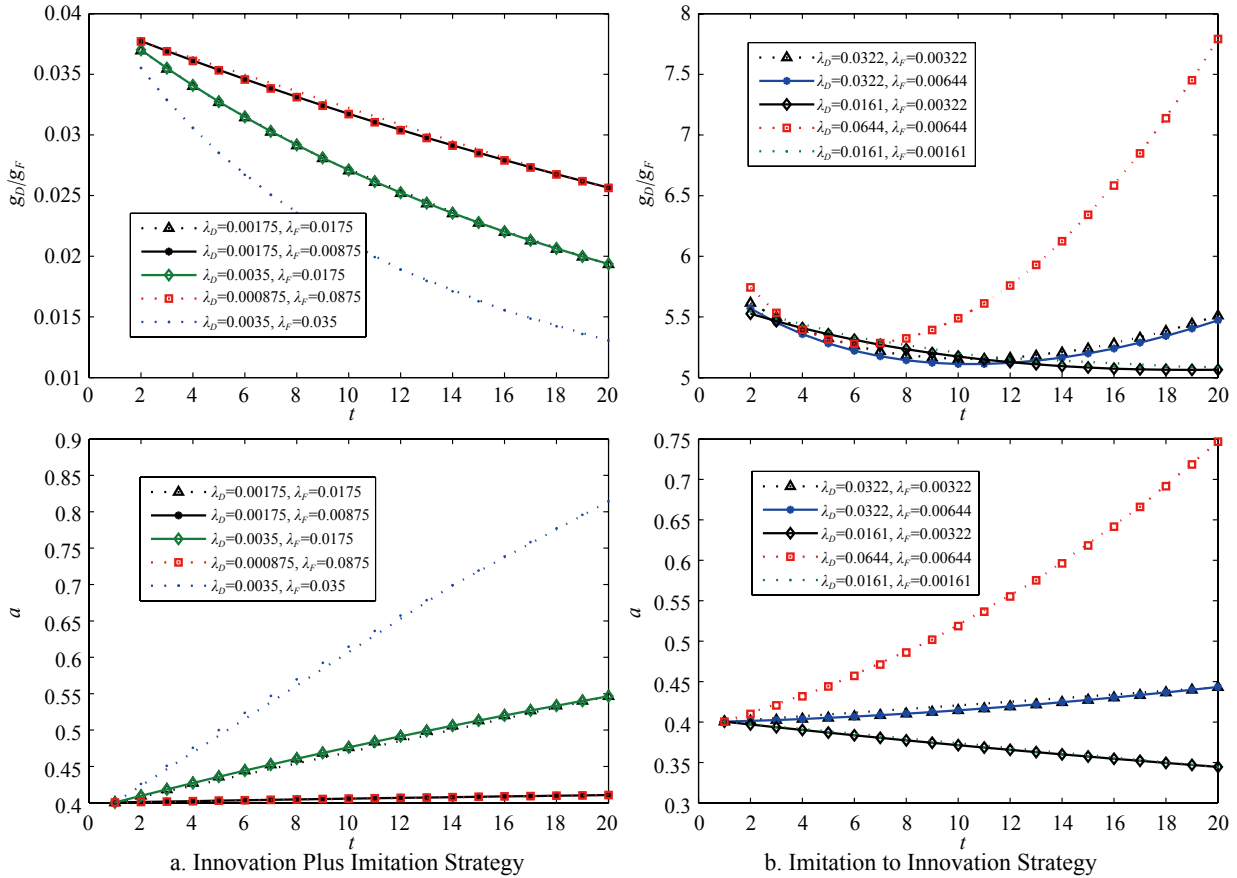 0.04
0.035
0.03
0.025
0.02
0.015
0.01
g_D/g_F
λ_D=0.00175, λ_F=0.0175
λ_D=0.00175, λ_F=0.00875
λ_D=0.0035, λ_F=0.0175
λ_D=0.000875, λ_F=0.0875
λ_D=0.0035, λ_F=0.035
0 2 4 6 8 10 12 14 16 18 20
t
8
7.5
7
6.5
6
5.5
5
g_D/g_F
λ_D=0.0322, λ_F=0.00322
λ_D=0.0322, λ_F=0.00644
λ_D=0.0161, λ_F=0.00322
λ_D=0.0644, λ_F=0.00644
λ_D=0.0161, λ_F=0.00161
0 2 4 6 8 10 12 14 16 18 20
t
0.9
0.85
0.8
0.75
0.7
0.65
0.6
0.55
0.5
0.45
0.4
a
λ_D=0.00175, λ_F=0.0175
λ_D=0.00175, λ_F=0.00875
λ_D=0.0035, λ_F=0.0175
λ_D=0.000875, λ_F=0.0875
λ_D=0.0035, λ_F=0.035
0 2 4 6 8 10 12 14 16 18 20
t
a. Innovation Plus Imitation Strategy
0.75
0.7
0.65
0.6
0.55
0.5
0.45
0.4
0.35
0.3
a
λ_D=0.0322, λ_F=0.00322
λ_D=0.0322, λ_F=0.00644
λ_D=0.0161, λ_F=0.00322
λ_D=0.0644, λ_F=0.00644
λ_D=0.0161, λ_F=0.00161
0 2 4 6 8 10 12 14 16 18 20
t
b. Imitation to Innovation Strategy